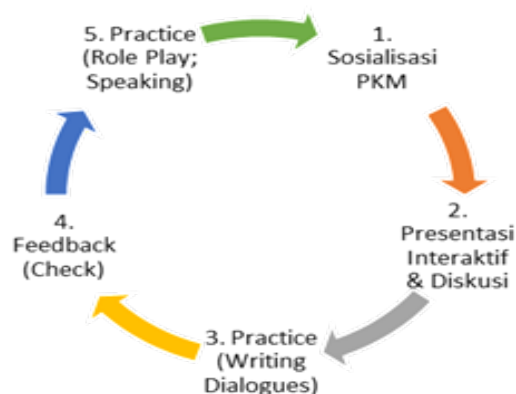 1.
Sosialisasi
PKM
2.
Presentasi
Interaktif
& Diskusi
3. Practice
(Writing
Dialogues)
4.
Feedback
(Check)
5. Practice
(Role Play;
Speaking)